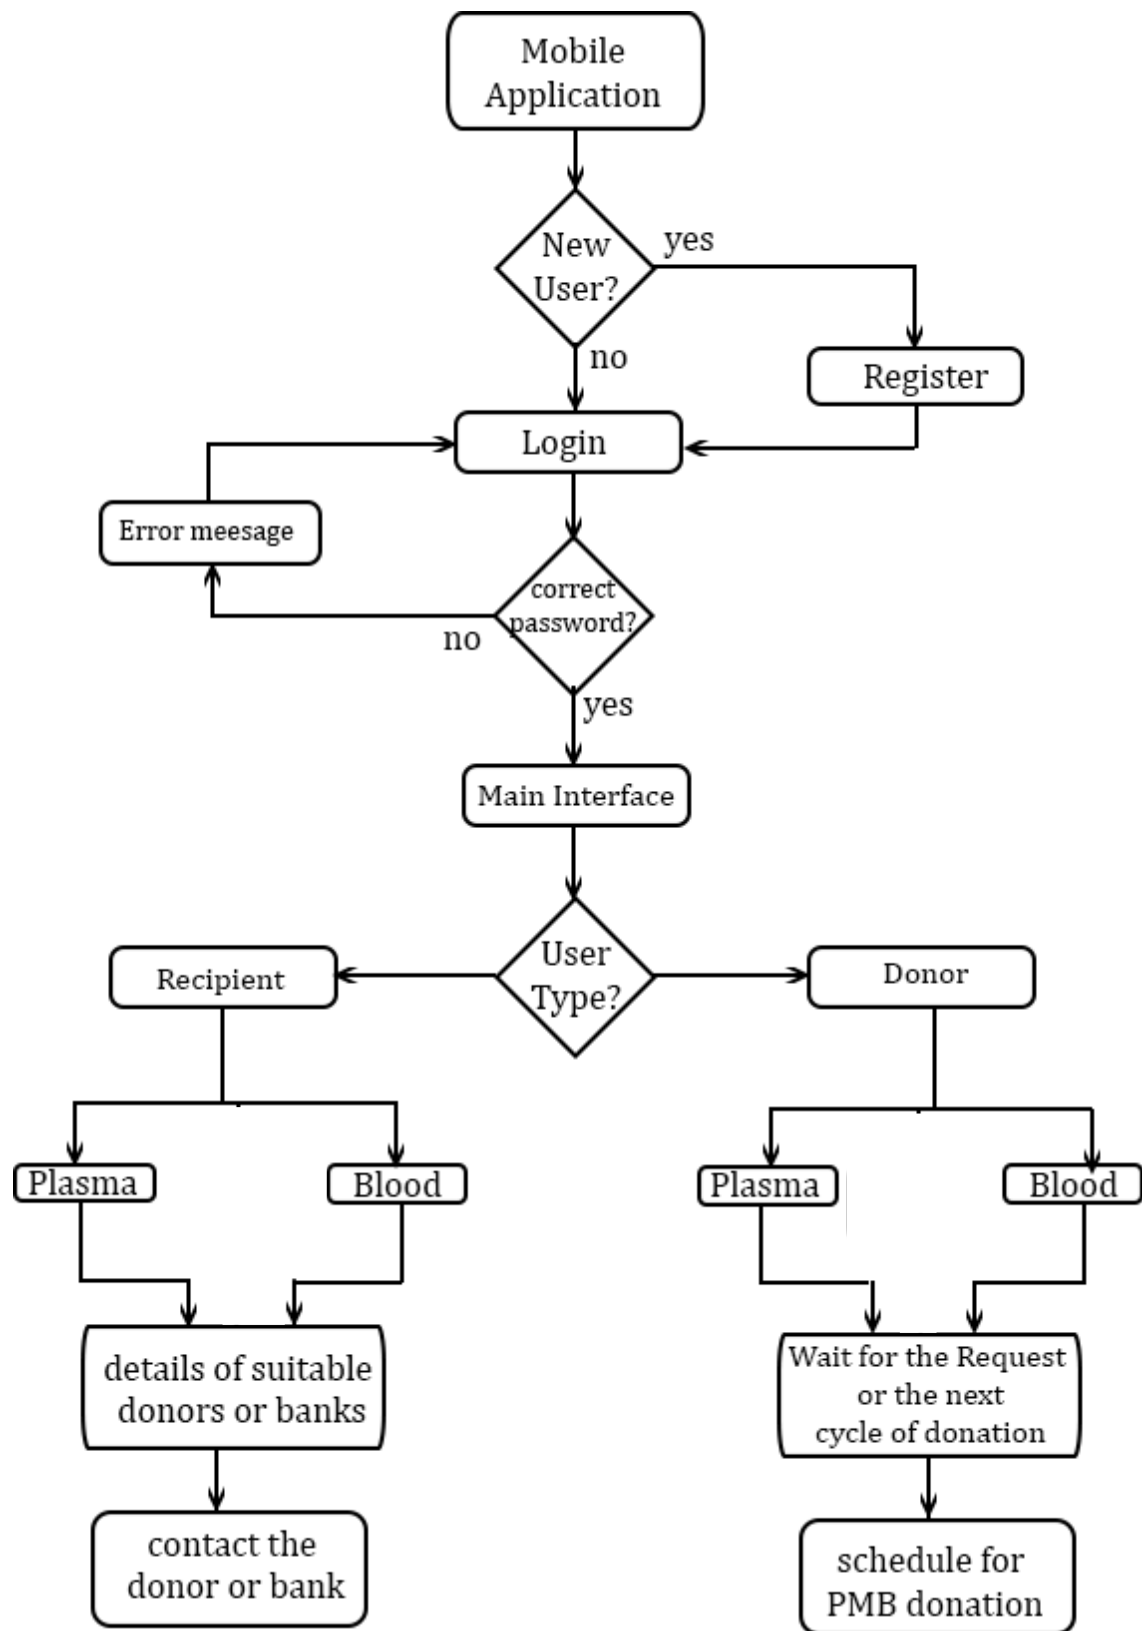 Mobile
Application
New
User?
yes
no
Register
Login
Error meesage
correct
password?
no
yes
Main Interface
User
Type?
Recipient
Donor
Plasma
Blood
Plasma
Blood
details of suitable
donors or banks
Wait for the Request
or the next
cycle of donation
contact the
donor or bank
schedule for
PMB donation